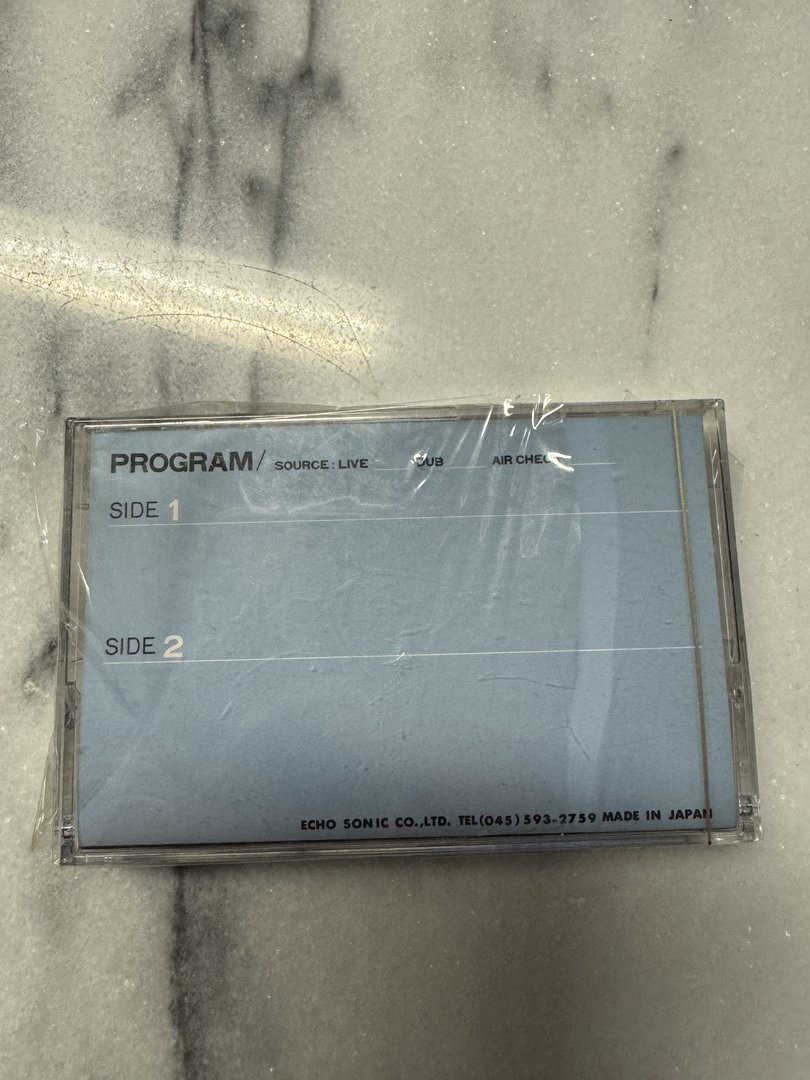 PROGRAM/ SOURCE: LIVE DUB AIR CHECK
SIDE 1
SIDE 2
ECHO SONIC CO.,LTD. TEL(045)593-2759 MADE IN JAPAN